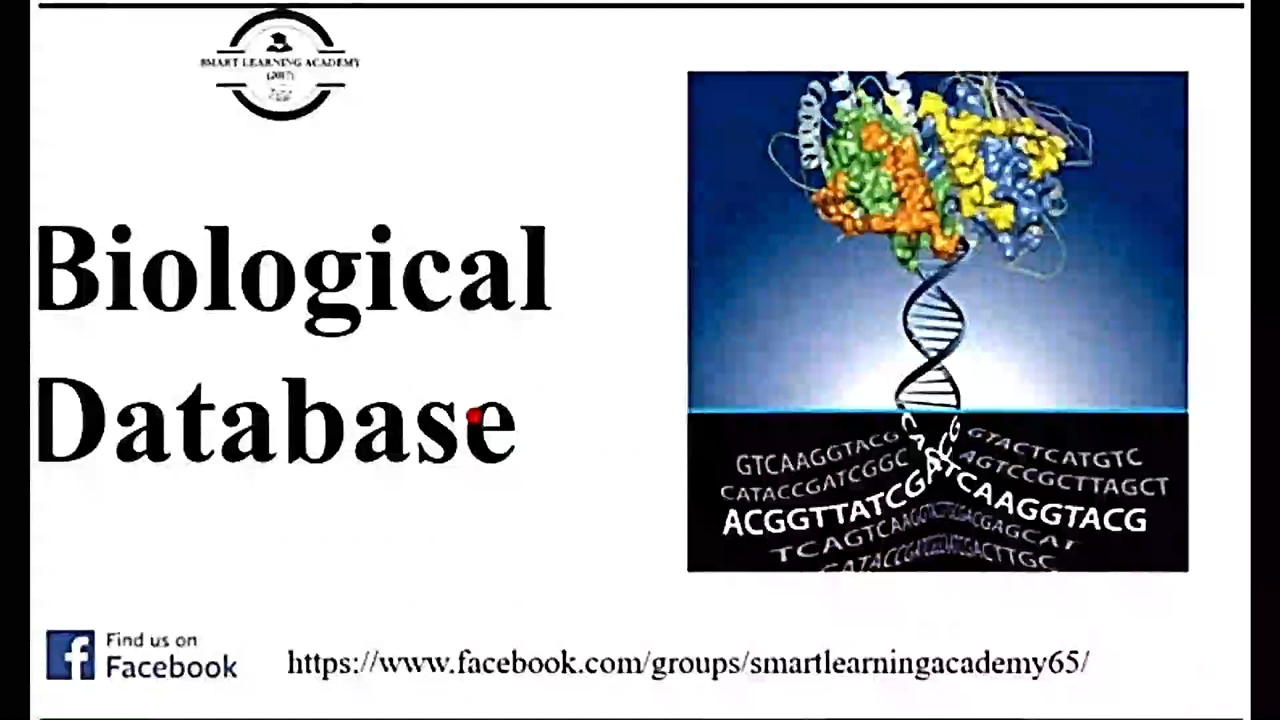 SMART LEARNING ACADEMY
(2017)
Biological
Database
GTCAAGGTACG
GTACTCATGTC
CATACCGATCGGC
AGTCCGCTTAGCT
ACGGTTATCGA
TCAAGGTACG
Find us on
Facebook
https://www.facebook.com/groups/smartlearningacademy65/